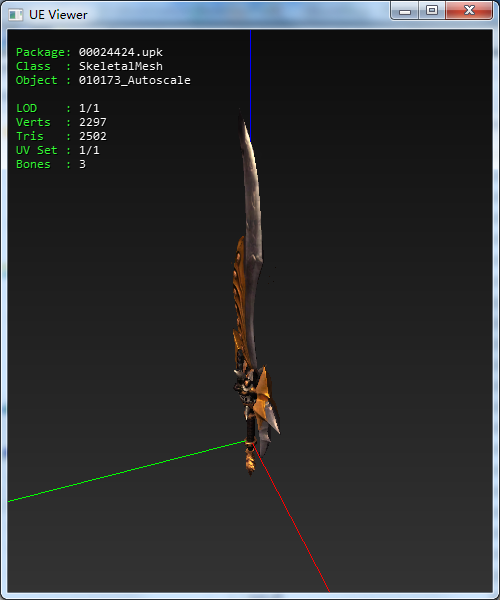 UE Viewer
Package: 00024424.upk
Class  : SkeletalMesh
Object : 010173_Autoscale
LOD    : 1/1
Verts  : 2297
Tris   : 2502
UV Set : 1/1
Bones  : 3